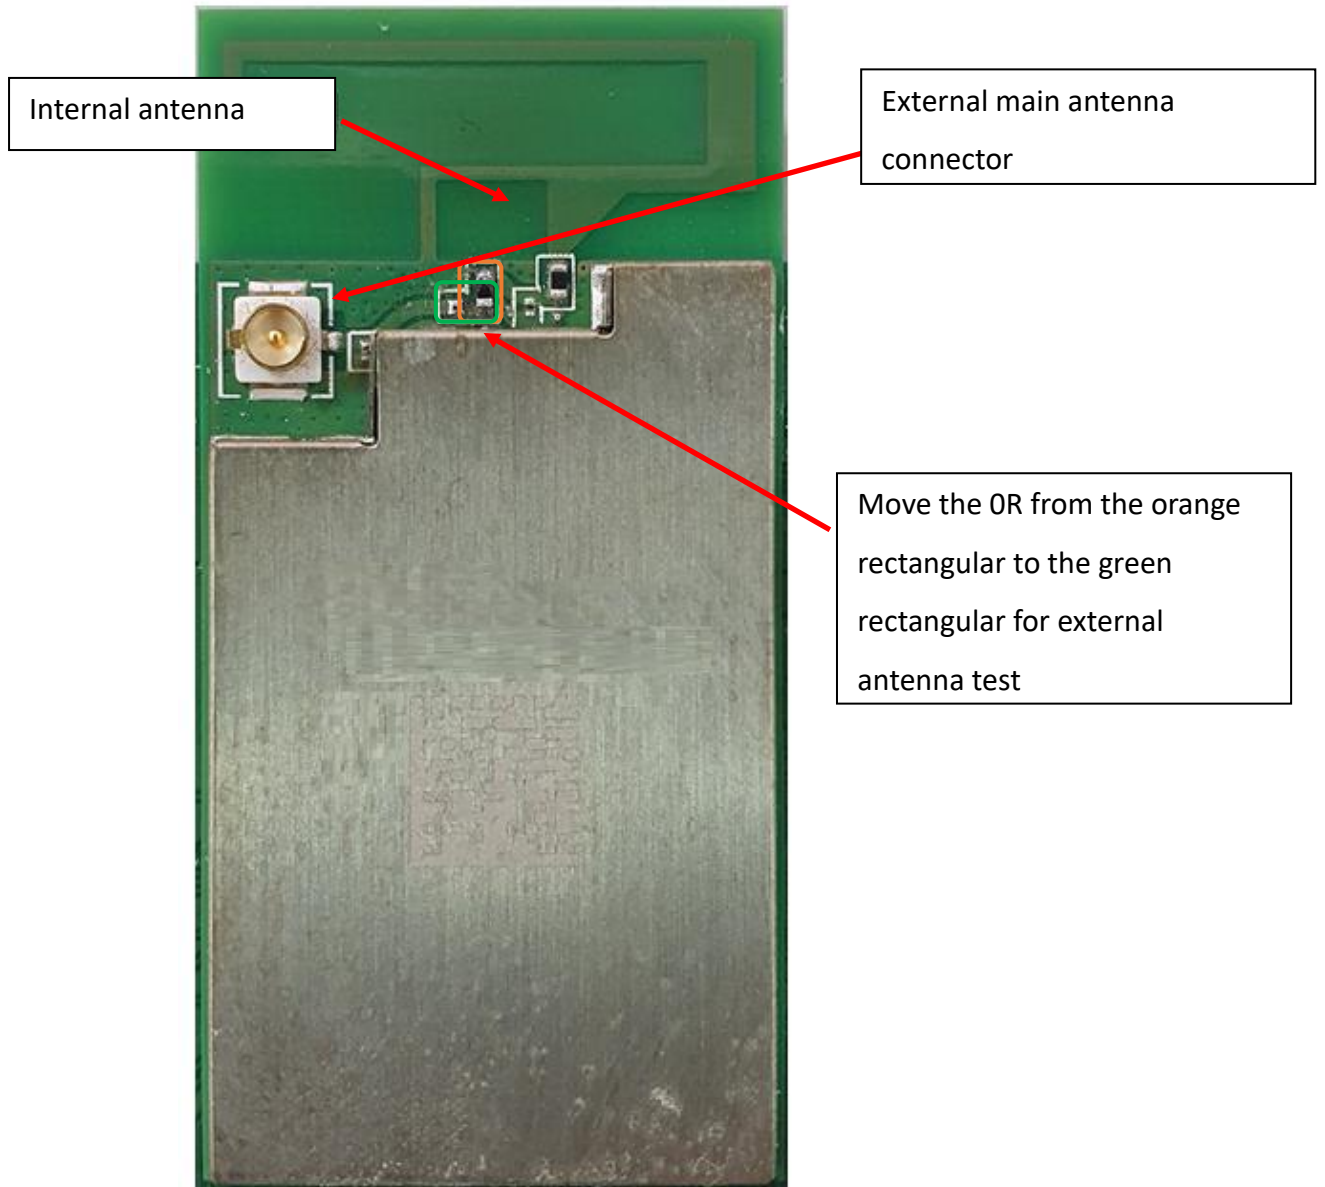 Internal antenna
External main antenna
connector
Move the 0R from the orange
rectangular to the green
rectangular for external
antenna test